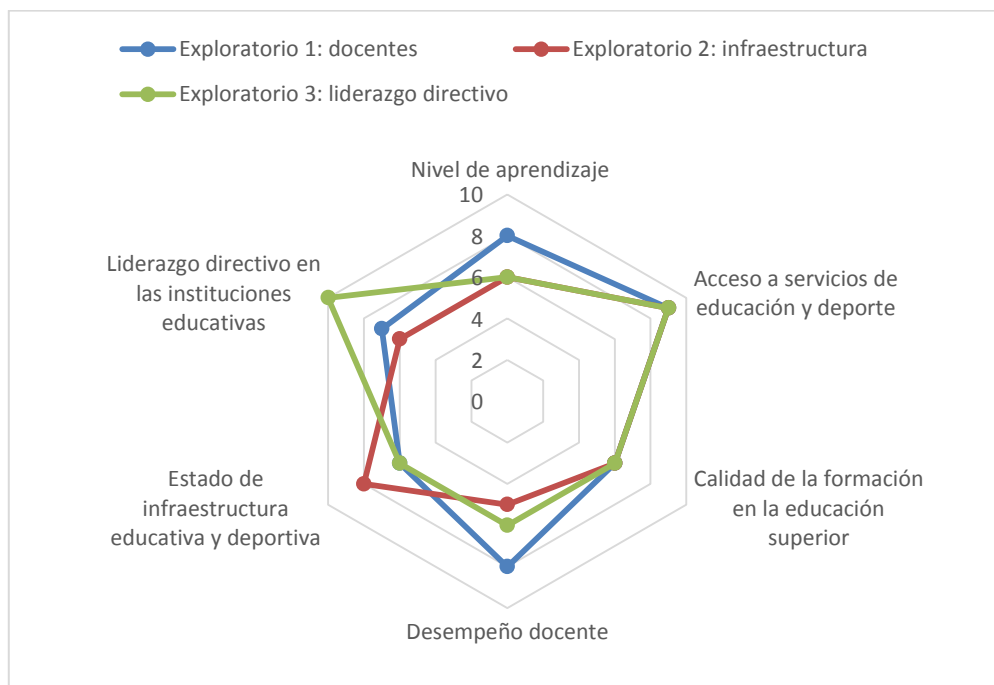 Exploratorio 1: docentes
Exploratorio 2: infraestructura
Exploratorio 3: liderazgo directivo
Nivel de aprendizaje
10
8
6
4
2
0
Acceso a servicios de
educación y deporte
Calidad de la formación
en la educación
superior
Desempeño docente
Estado de
infraestructura
educativa y deportiva
Liderazgo directivo en
las instituciones
educativas